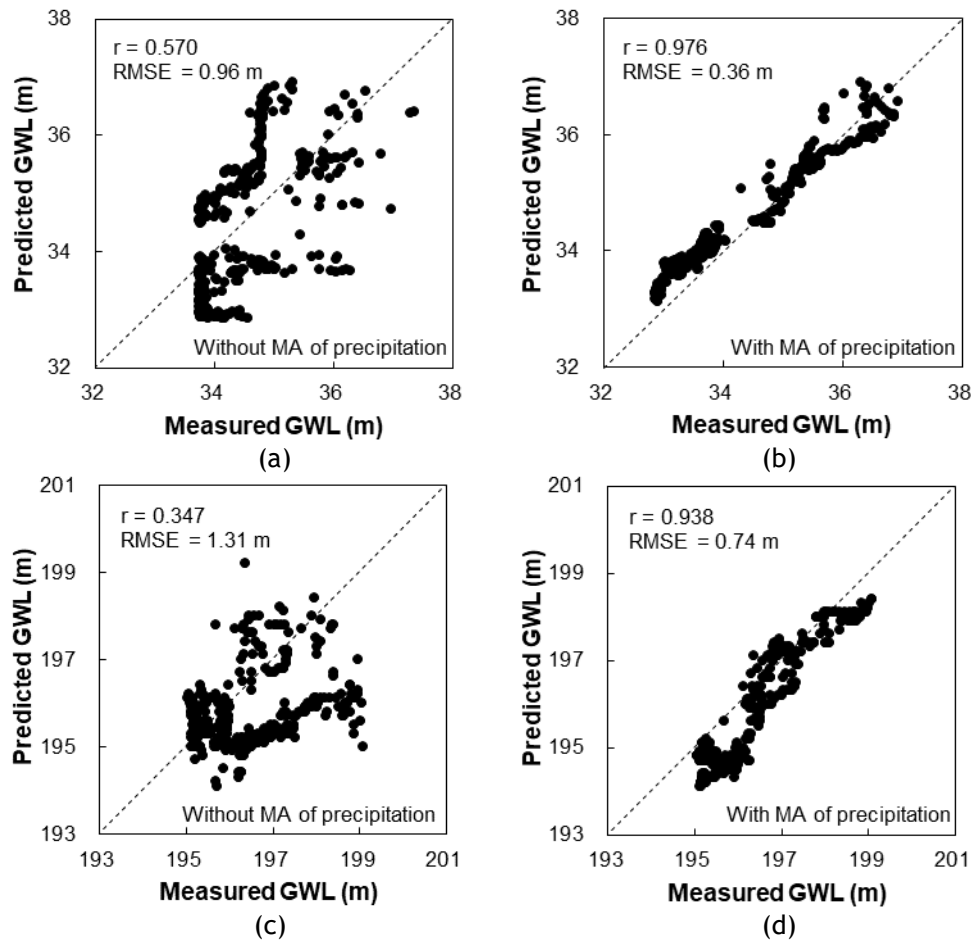 38
r = 0.570
RMSE = 0.96 m
36
Predicted GWL (m)
34
Without MA of precipitation
32
32
34
36
38
Measured GWL (m)
(a)
38
r = 0.976
RMSE = 0.36 m
36
Predicted GWL (m)
34
With MA of precipitation
32
32
34
36
38
Measured GWL (m)
(b)
201
r = 0.347
RMSE = 1.31 m
199
Predicted GWL (m)
197
195
Without MA of precipitation
193
193
195
197
199
201
Measured GWL (m)
(c)
201
r = 0.938
RMSE = 0.74 m
199
Predicted GWL (m)
197
195
With MA of precipitation
193
193
195
197
199
201
Measured GWL (m)
(d)